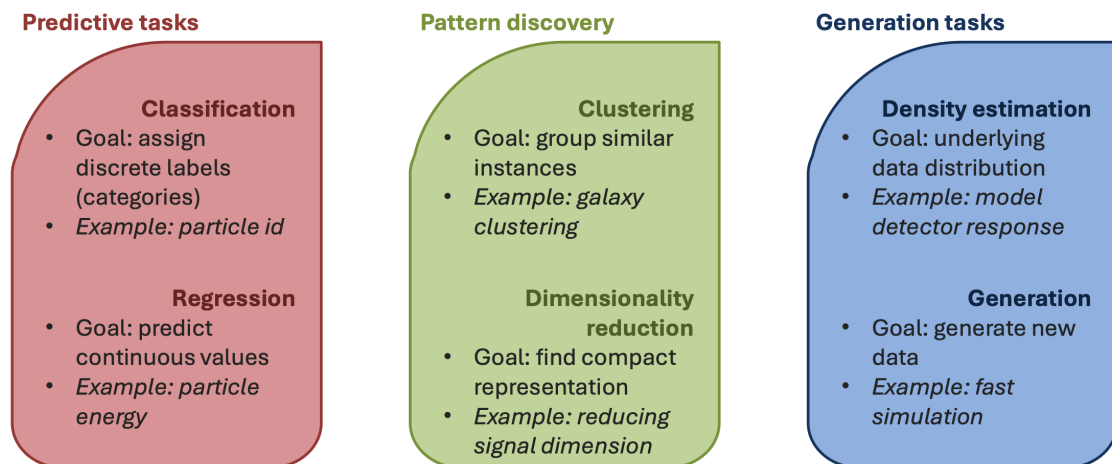 Predictive tasks
Classification
• Goal: assign
discrete labels
(categories)
• Example: particle id
Regression
• Goal: predict
continuous values
• Example: particle
energy
Pattern discovery
Clustering
• Goal: group similar
instances
• Example: galaxy
clustering
Dimensionality
reduction
• Goal: find compact
representation
• Example: reducing
signal dimension
Generation tasks
Density estimation
• Goal: underlying
data distribution
• Example: model
detector response
Generation
• Goal: generate new
data
• Example: fast
simulation